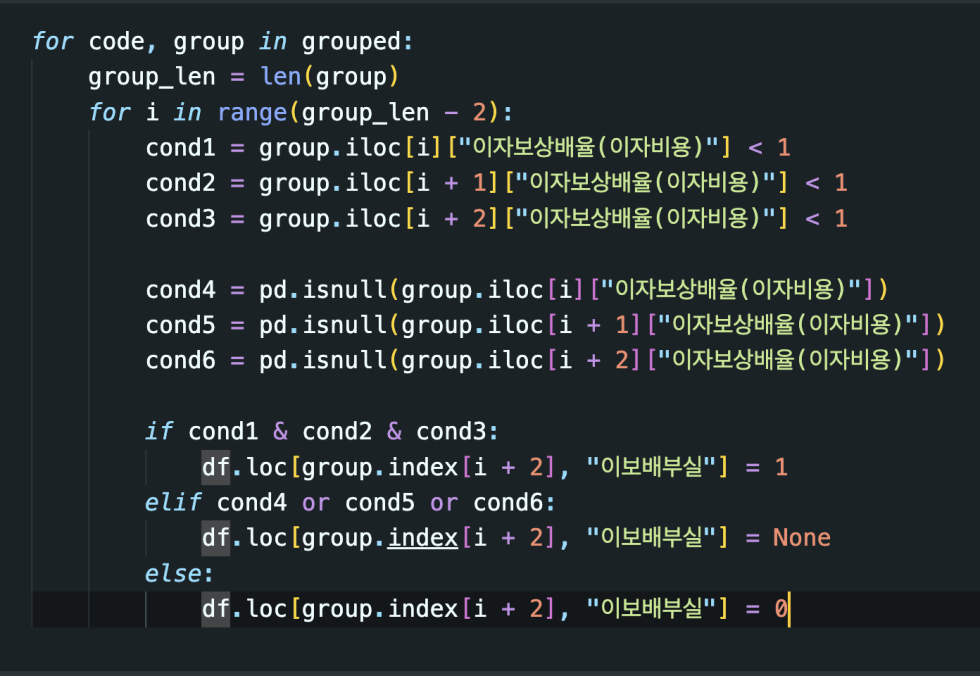 for code, group in grouped:
group_len = len(group)
for i in range(group_len - 2):
cond1 = group.iloc[i]["이자보상배율(이자비용)"] < 1
cond2 = group.iloc[i + 1]["이자보상배율(이자비용)"] < 1
cond3 = group.iloc[i + 2]["이자보상배율(이자비용)"] < 1
cond4 = pd.isnull(group.iloc[i]["이자보상배율(이자비용)"])
cond5 = pd.isnull(group.iloc[i + 1]["이자보상배율(이자비용)"])
cond6 = pd.isnull(group.iloc[i + 2]["이자보상배율(이자비용)"])
if cond1 & cond2 & cond3:
df.loc[group.index[i + 2], "이보배부실"] = 1
elif cond4 or cond5 or cond6:
df.loc[group.index[i + 2], "이보배부실"] = None
else:
df.loc[group.index[i + 2], "이보배부실"] = 0